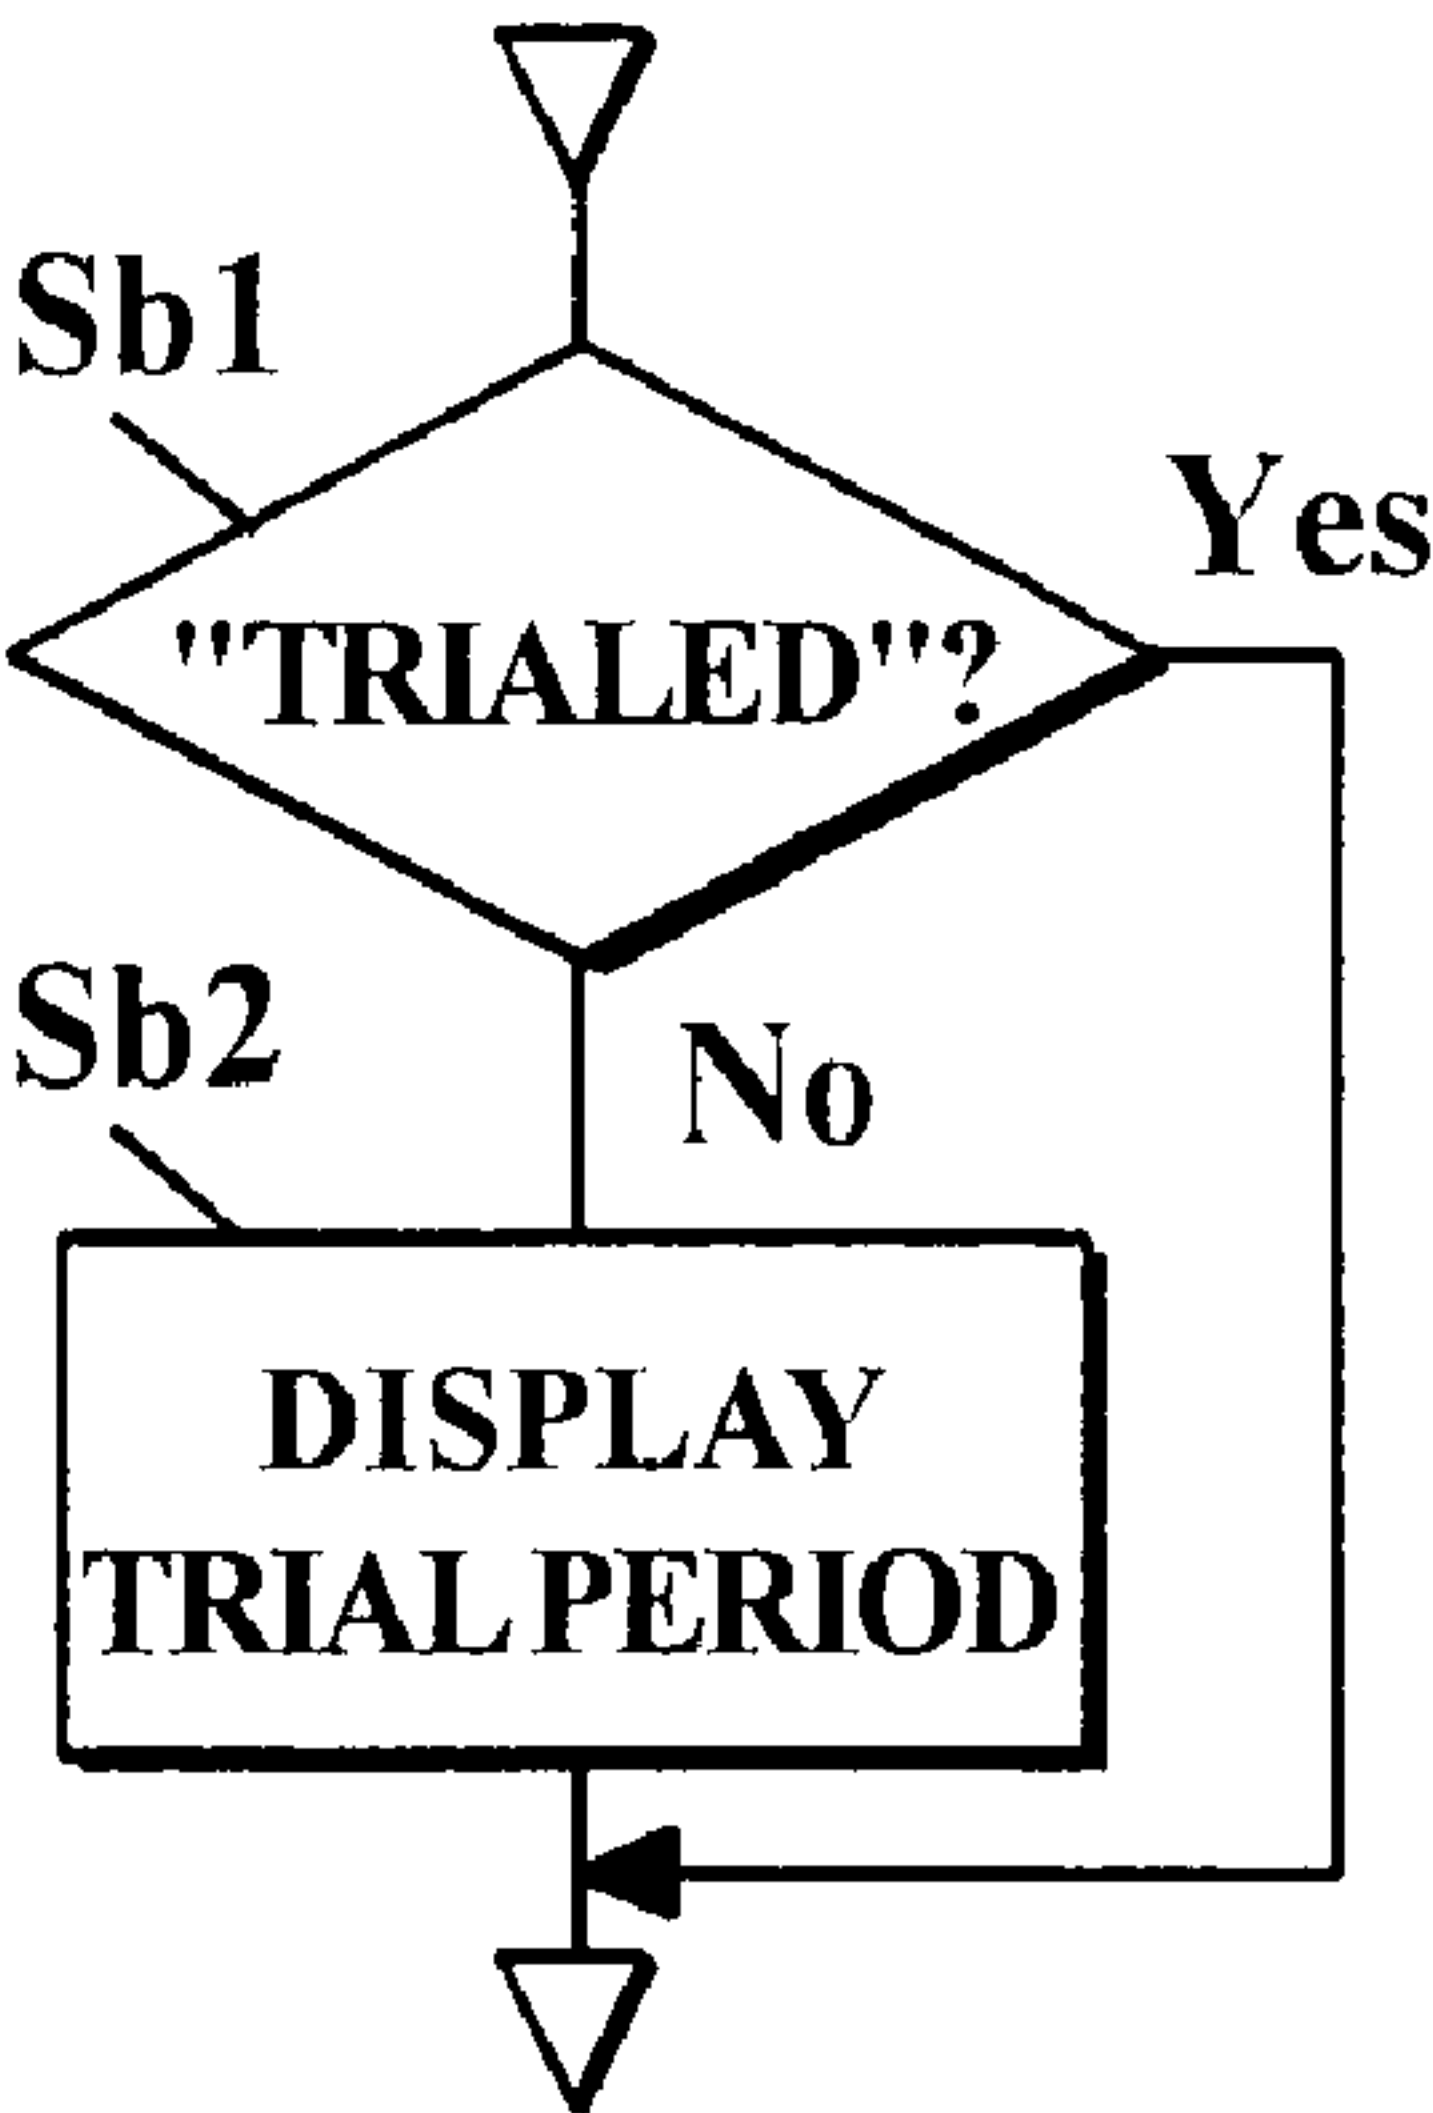 Sb1
Yes
"TRIALED"?
Sb2
No
DISPLAY
TRIAL PERIOD